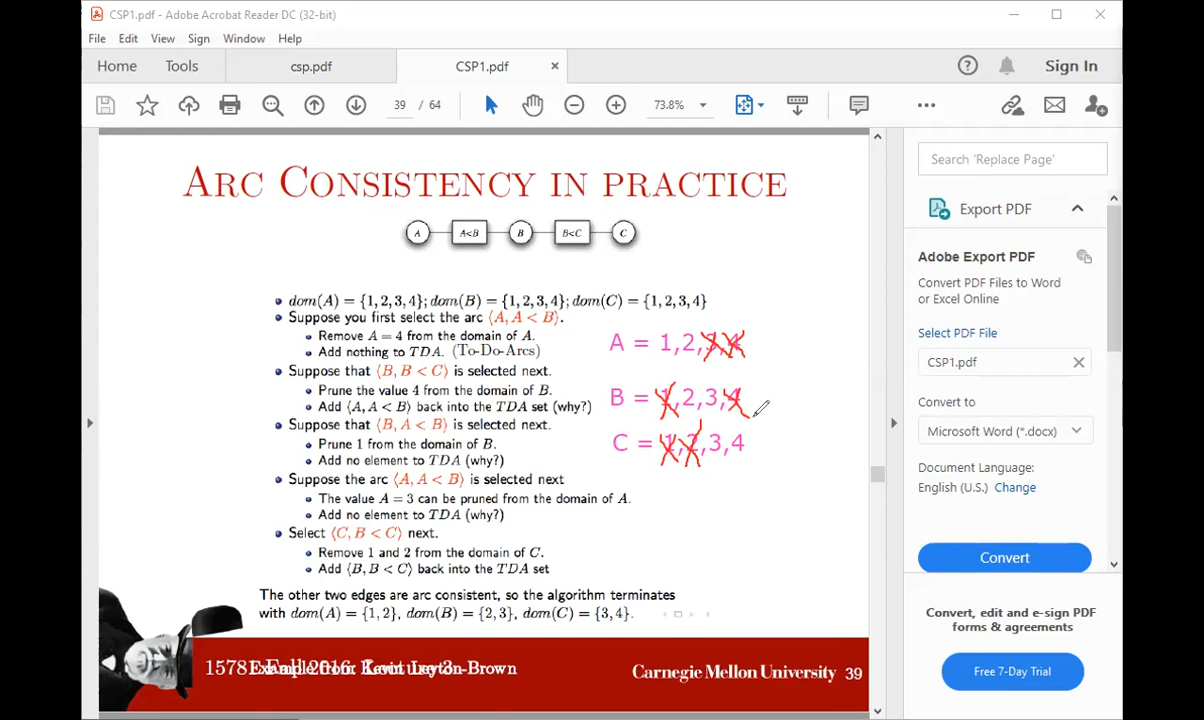 CSP1.pdf - Adobe Acrobat Reader DC (32-bit)
File Edit View Sign Window Help
Home Tools csp.pdf CSP1.pdf × Sign In
39 / 64 73.8%
ARC CONSISTENCY IN PRACTICE
A A<B B B<C C
dom(A) = {1, 2, 3, 4}; dom(B) = {1, 2, 3, 4}; dom(C) = {1, 2, 3, 4}
Suppose you first select the arc ⟨A, A < B⟩.
Remove A = 4 from the domain of A.
Add nothing to TDA. (To-Do-Arcs)
Suppose that ⟨B, B < C⟩ is selected next.
Prune the value 4 from the domain of B.
Add ⟨A, A < B⟩ back into the TDA set (why?)
Suppose that ⟨B, A < B⟩ is selected next.
Prune 1 from the domain of B.
Add no element to TDA (why?)
Suppose the arc ⟨A, A < B⟩ is selected next
The value A = 3 can be pruned from the domain of A.
Add no element to TDA (why?)
Select ⟨C, B < C⟩ next.
Remove 1 and 2 from the domain of C.
Add ⟨B, B < C⟩ back into the TDA set
The other two edges are arc consistent, so the algorithm terminates
with dom(A) = {1, 2}, dom(B) = {2, 3}, dom(C) = {3, 4}.
A = 1,2,3,4
B = 1,2,3,4
C = 1,2,3,4
Carnegie Mellon University 39
Search 'Replace Page'
Export PDF
Adobe Export PDF
Convert PDF Files to Word
or Excel Online
Select PDF File
CSP1.pdf
Convert to
Microsoft Word (*.docx)
Document Language:
English (U.S.) Change
Convert
Convert, edit and e-sign PDF
forms & agreements
Free 7-Day Trial